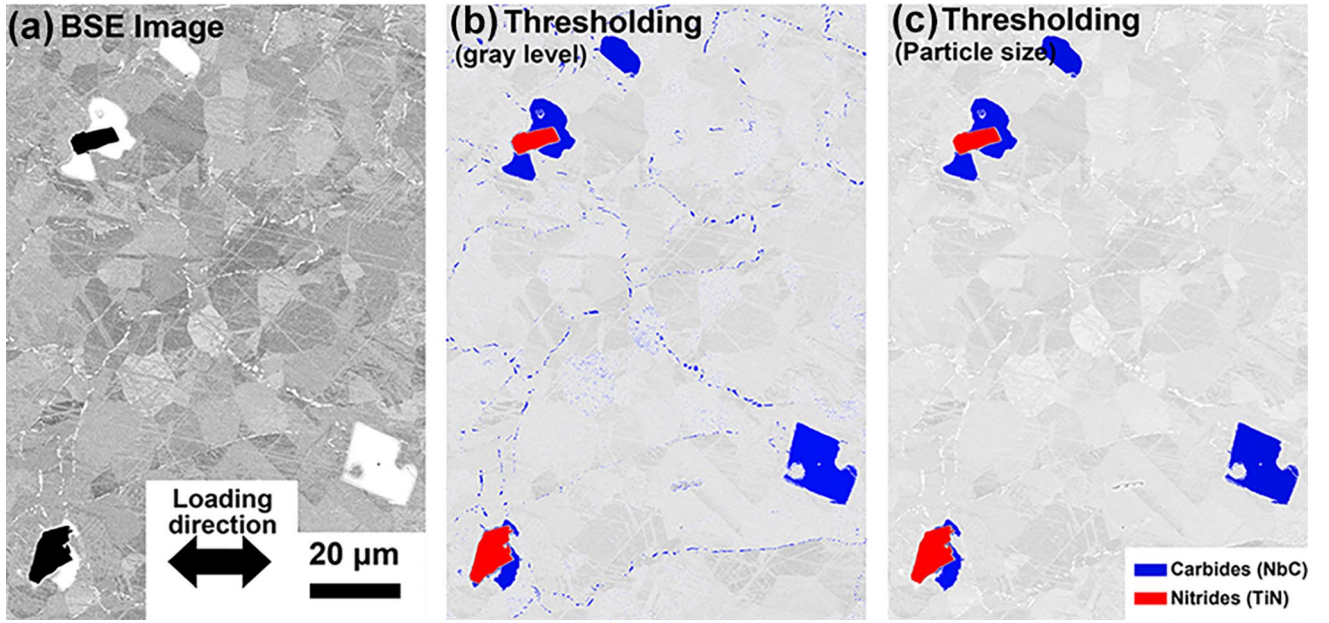 (a) BSE Image
Loading
direction
20 µm
(b) Thresholding
(gray level)
(c) Thresholding
(Particle size)
Carbides (NbC)
Nitrides (TiN)